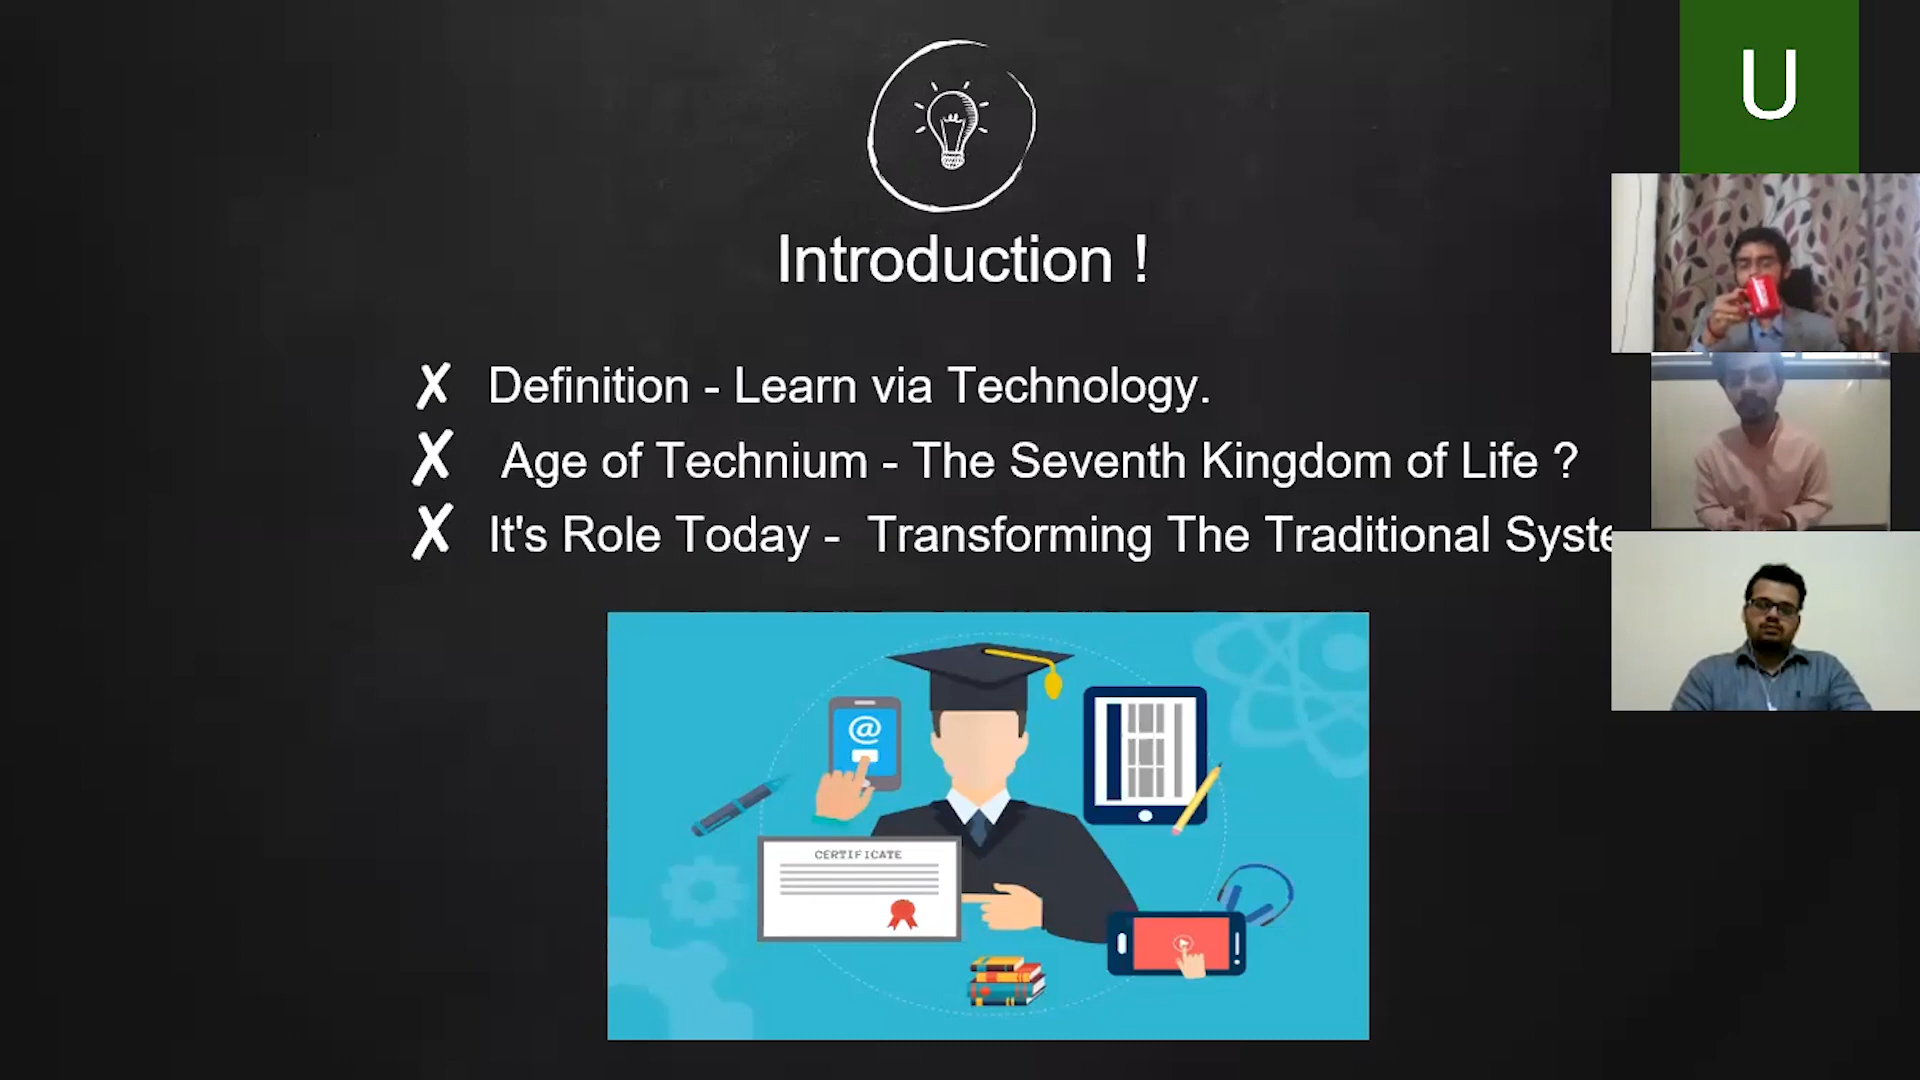 U
Introduction !
✗ Definition - Learn via Technology.
✗ Age of Technium - The Seventh Kingdom of Life ?
✗ It's Role Today - Transforming The Traditional Syste
@
CERTIFICATE